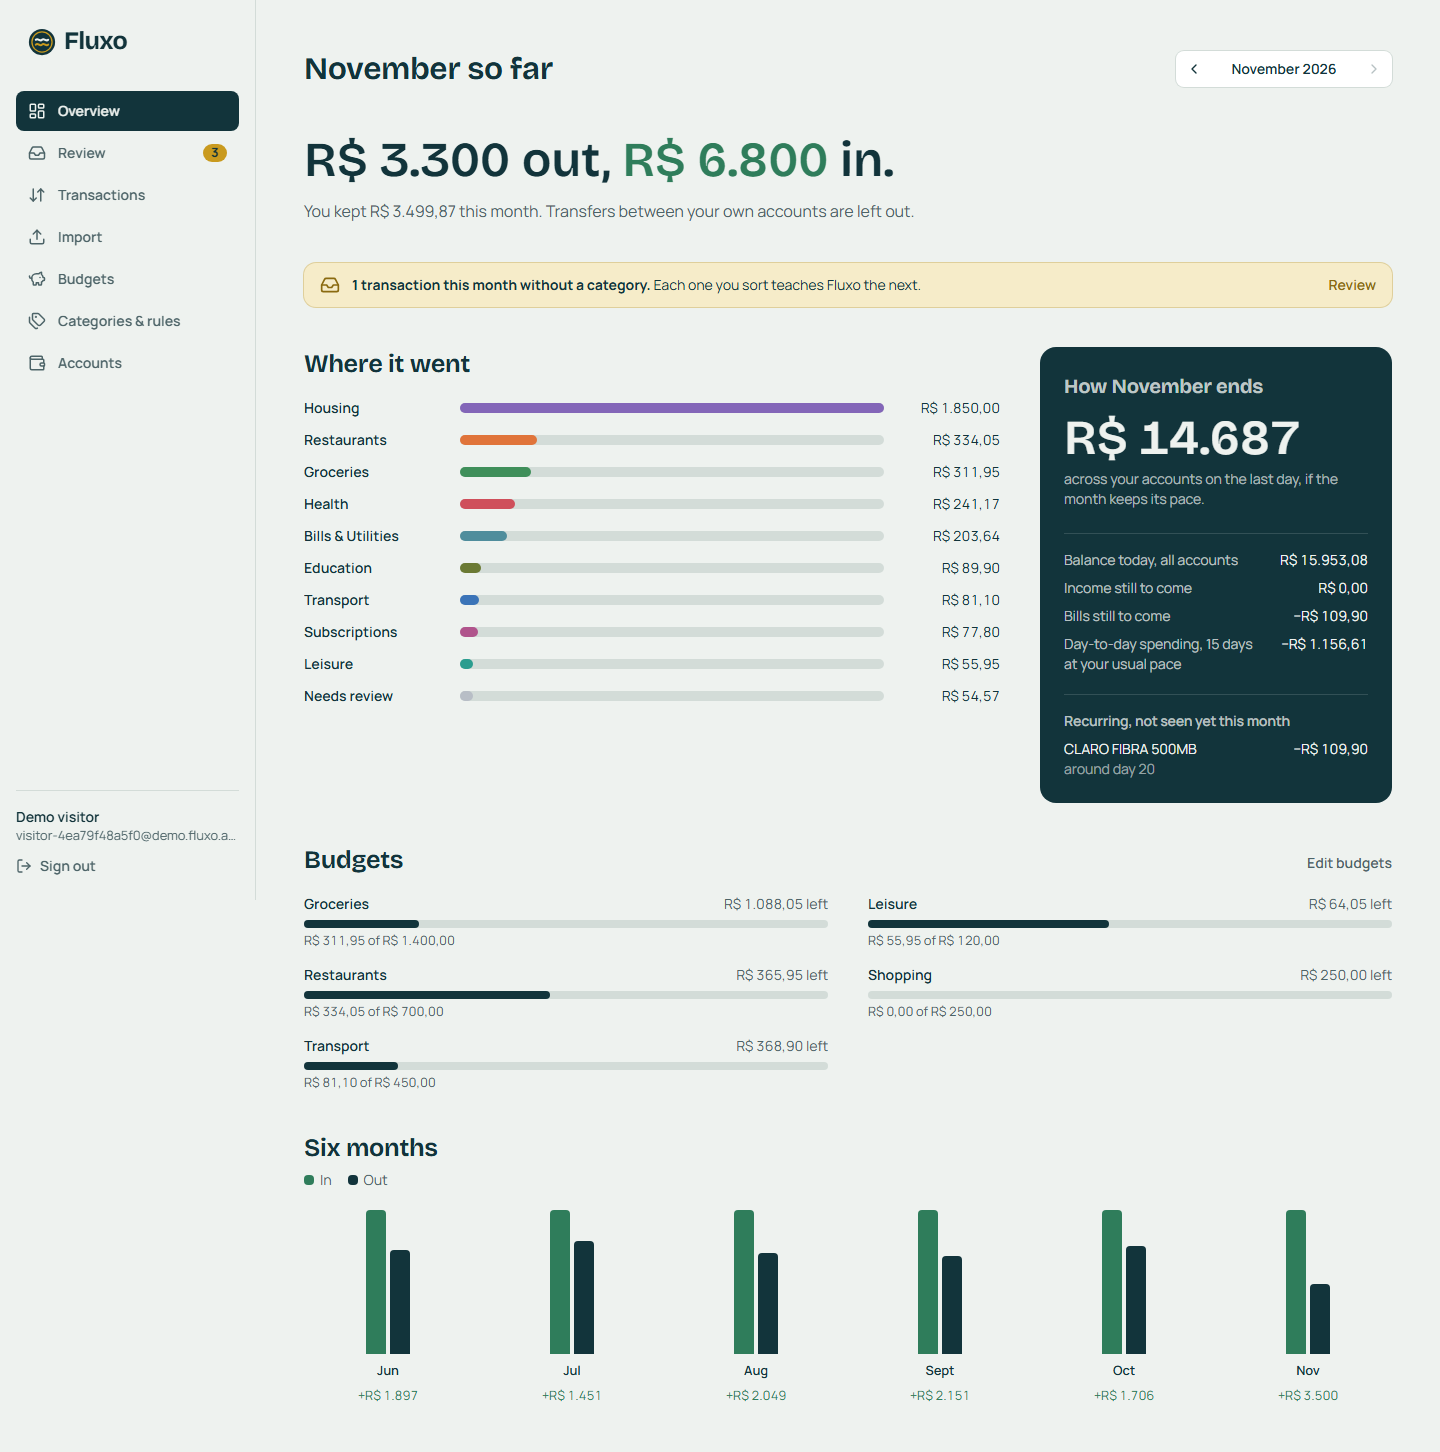 Fluxo
Overview
Review 3
Transactions
Import
Budgets
Categories & rules
Accounts
Demo visitor
visitor-4ea79f48a5f0@demo.fluxo.a…
Sign out
November so far
November 2026
R$ 3.300 out, R$ 6.800 in.
You kept R$ 3.499,87 this month. Transfers between your own accounts are left out.
1 transaction this month without a category. Each one you sort teaches Fluxo the next. Review
Where it went
Housing R$ 1.850,00
Restaurants R$ 334,05
Groceries R$ 311,95
Health R$ 241,17
Bills & Utilities R$ 203,64
Education R$ 89,90
Transport R$ 81,10
Subscriptions R$ 77,80
Leisure R$ 55,95
Needs review R$ 54,57
How November ends
R$ 14.687
across your accounts on the last day, if the
month keeps its pace.
Balance today, all accounts R$ 15.953,08
Income still to come R$ 0,00
Bills still to come −R$ 109,90
Day-to-day spending, 15 days −R$ 1.156,61
at your usual pace
Recurring, not seen yet this month
CLARO FIBRA 500MB −R$ 109,90
around day 20
Budgets
Edit budgets
Groceries R$ 1.088,05 left
R$ 311,95 of R$ 1.400,00
Leisure R$ 64,05 left
R$ 55,95 of R$ 120,00
Restaurants R$ 365,95 left
R$ 334,05 of R$ 700,00
Shopping R$ 250,00 left
R$ 0,00 of R$ 250,00
Transport R$ 368,90 left
R$ 81,10 of R$ 450,00
Six months
In Out
Jun Jul Aug Sept Oct Nov
+R$ 1.897 +R$ 1.451 +R$ 2.049 +R$ 2.151 +R$ 1.706 +R$ 3.500